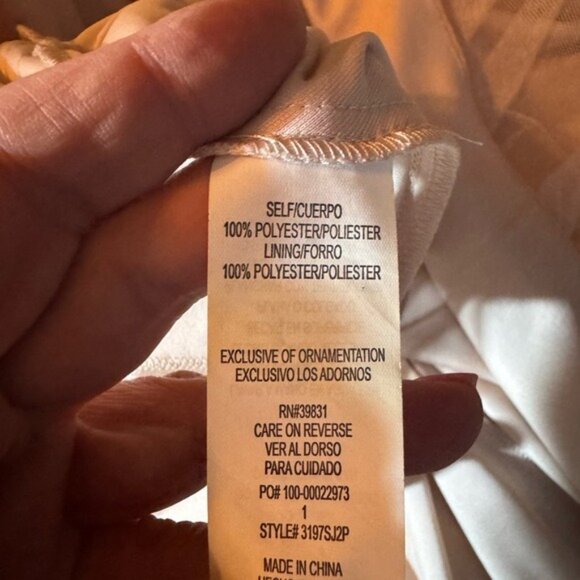 SELF/CUERPO
100% POLYESTER/POLIESTER
LINING/FORRO
100% POLYESTER/POLIESTER
EXCLUSIVE OF ORNAMENTATION
EXCLUSIVO LOS ADORNOS
RN#39831
CARE ON REVERSE
VER AL DORSO
PARA CUIDADO
PO# 100-00022973
1
STYLE# 3197SJ2P
MADE IN CHINA